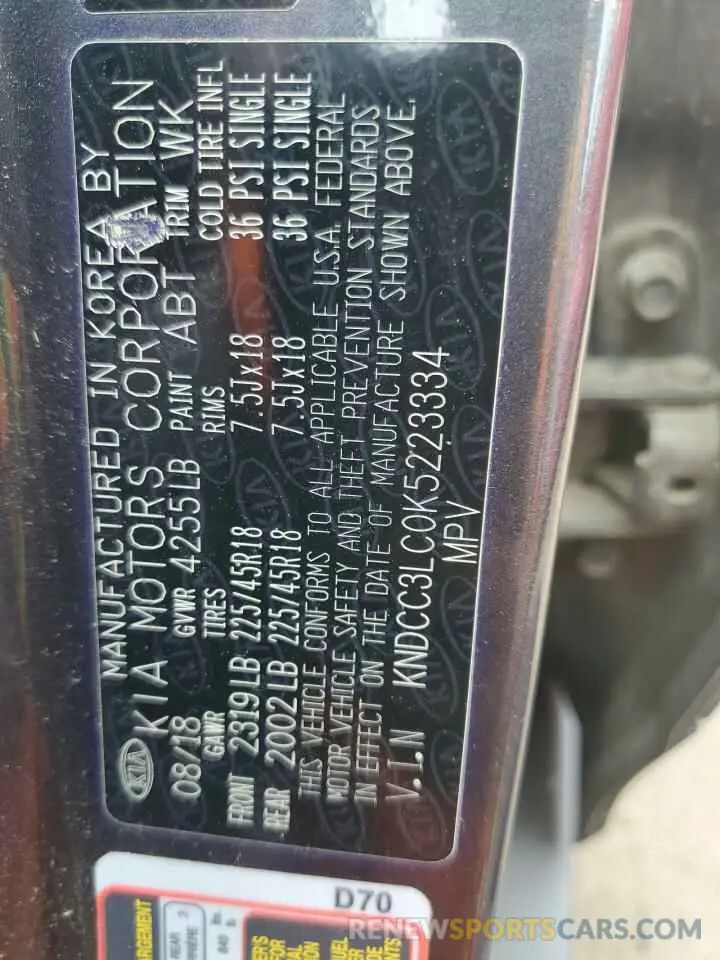 MANUFACTURED IN KOREA BY
KIA KIA MOTORS CORPORATION
08/18 GVWR 4255LB PAINT ABT TRIM WK
GAWR TIRES RIMS COLD TIRE INFL
FRONT 2319LB 225/45R18 7.5Jx18 36 PSI SINGLE
REAR 2002LB 225/45R18 7.5Jx18 36 PSI SINGLE
THIS VEHICLE CONFORMS TO ALL APPLICABLE U.S.A. FEDERAL
MOTOR VEHICLE SAFETY AND THEFT PREVENTION STANDARDS
IN EFFECT ON THE DATE OF MANUFACTURE SHOWN ABOVE.
V.I.N KNDCC3LC0K5223334
MPV
D70
REAR
RENEWSPORTSCARS.COM